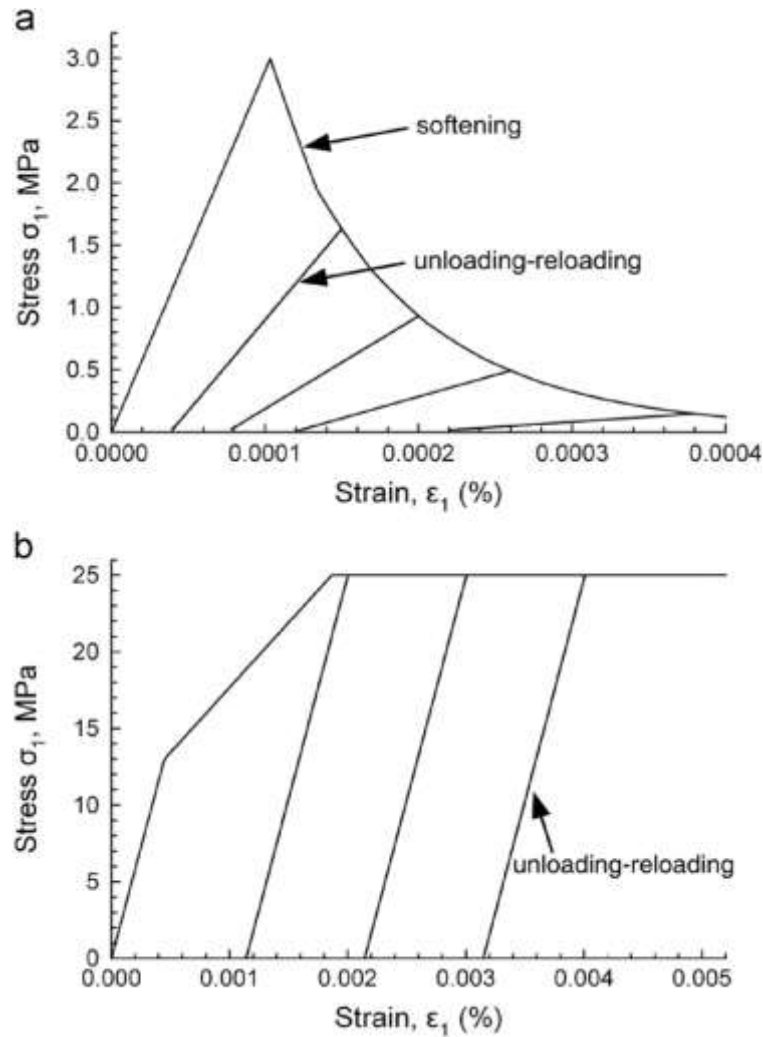 a
3.0
softening
2.5
2.0
Stress σ1, MPa
1.5
unloading-reloading
1.0
0.5
0.0
0.0000 0.0001 0.0002 0.0003 0.0004
Strain, ε1 (%)
b
25
20
Stress σ1, MPa
15
10
unloading-reloading
5
0
0.000 0.001 0.002 0.003 0.004 0.005
Strain, ε1 (%)